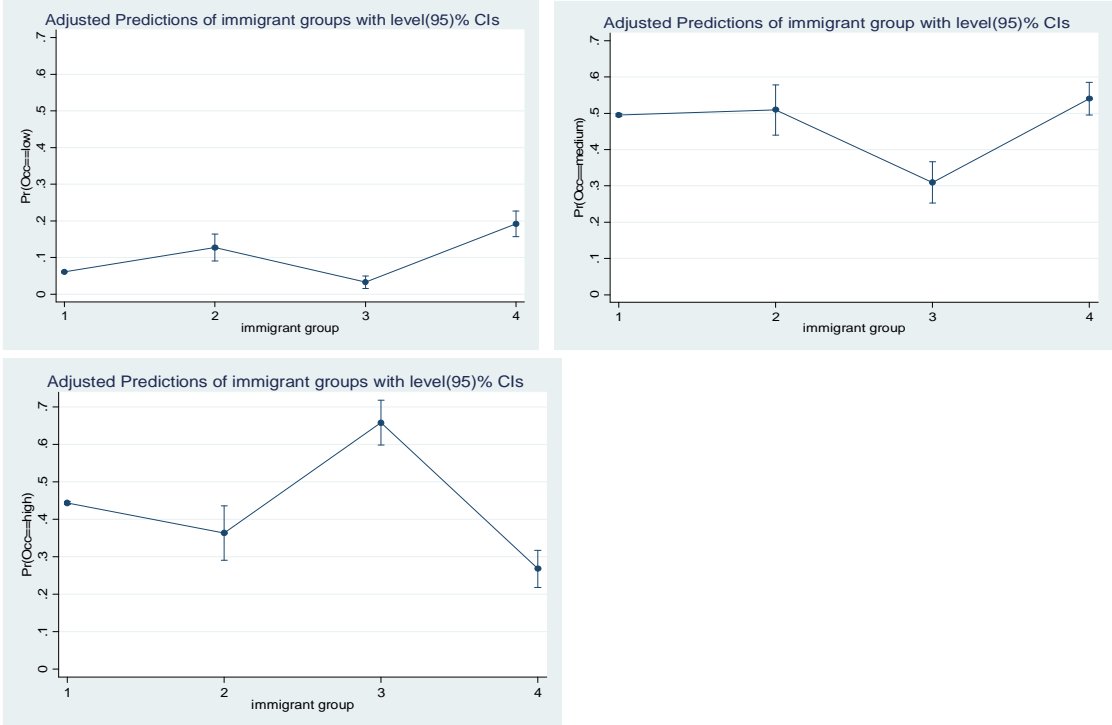 Adjusted Predictions of immigrant groups with level(95)% CIs
.7
.6
.5
.4
.3
.2
.1
0
Pr(Occ==low)
1 2 3 4
immigrant group
Adjusted Predictions of immigrant group with level(95)% CIs
.7
.6
.5
.4
.3
.2
.1
0
Pr(Occ==medium)
1 2 3 4
immigrant group
Adjusted Predictions of immigrant groups with level(95)% CIs
.7
.6
.5
.4
.3
.2
.1
0
Pr(Occ==high)
1 2 3 4
immigrant group